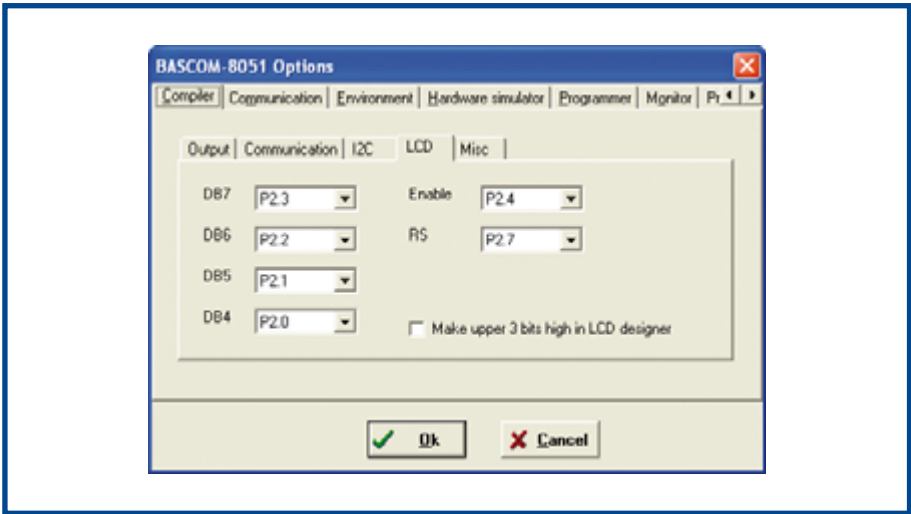 BASCOM-8051 Options
Compiler Communication Environment Hardware simulator Programmer Monitor
Output Communication I2C LCD Misc
DB7 P2.3 Enable P2.4
DB6 P2.2 RS P2.7
DB5 P2.1
DB4 P2.0
Make upper 3 bits high in LCD designer
Ok Cancel